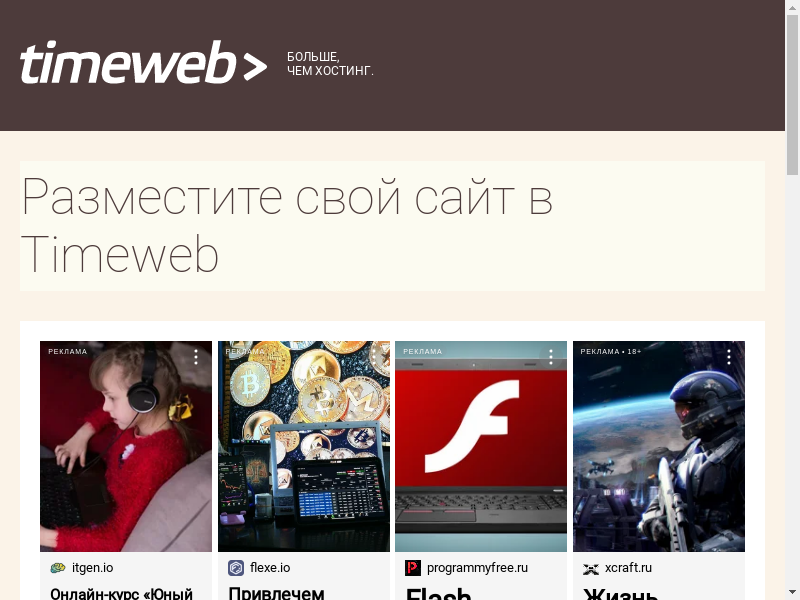 timeweb>
БОЛЬШЕ,
ЧЕМ ХОСТИНГ.
Разместите свой сайт в
Timeweb
РЕКЛАМА
РЕКЛАМА
РЕКЛАМА
РЕКЛАМА • 18+
itgen.io
flexe.io
programmyfree.ru
xcraft.ru
Онлайн-курс «Юный
Привлечем
Flash
Жизнь